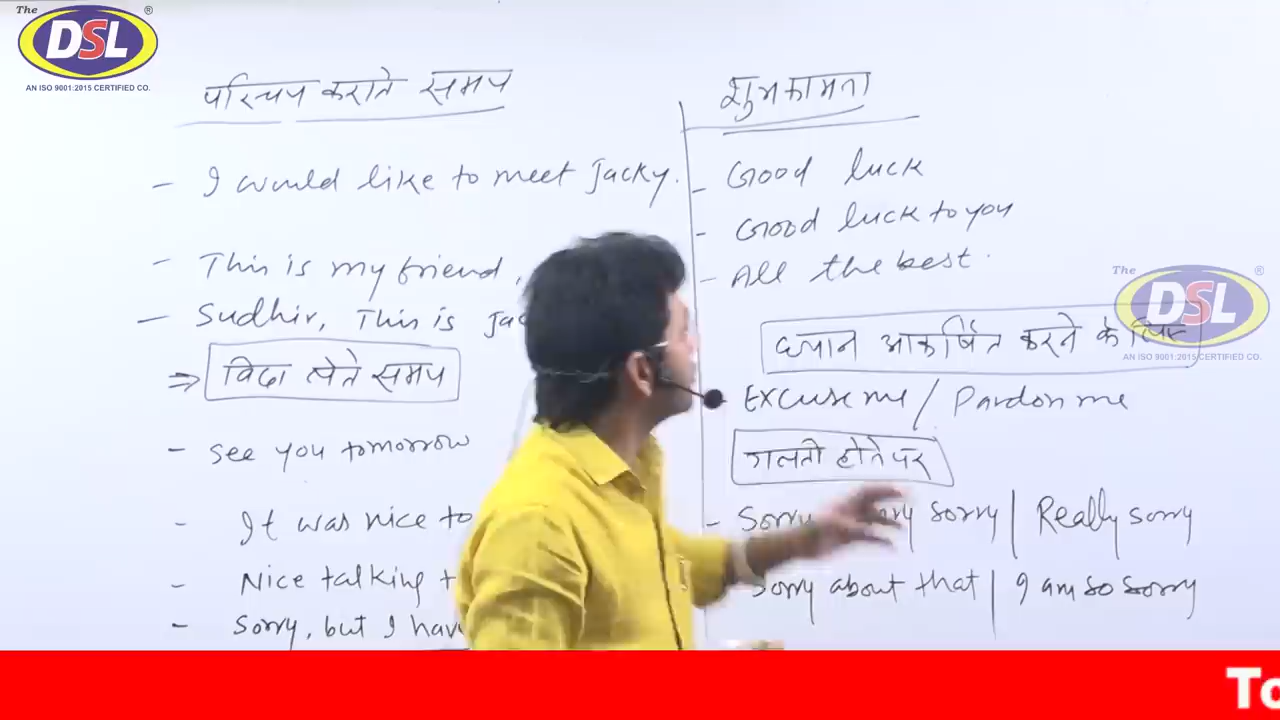 The
DSL
®
AN ISO 9001:2015 CERTIFIED CO.
परिचय कराते समय
- I would like to meet Jacky.
- This is my friend,
- Sudhir, This is
⇒ विदा लेते समय
- see you tomorrow
- It was nice to
- Nice talking
- Sorry, but I have
शुभकामना
- Good luck
- Good luck to you
- All the best.
The
DSL
®
AN ISO 9001:2015 CERTIFIED CO.
ध्यान आकर्षित करने के लिए
Excuse me / Pardon me
गलती होने पर
- Sorry sorry | Really sorry
Sorry about that | I am so sorry
To